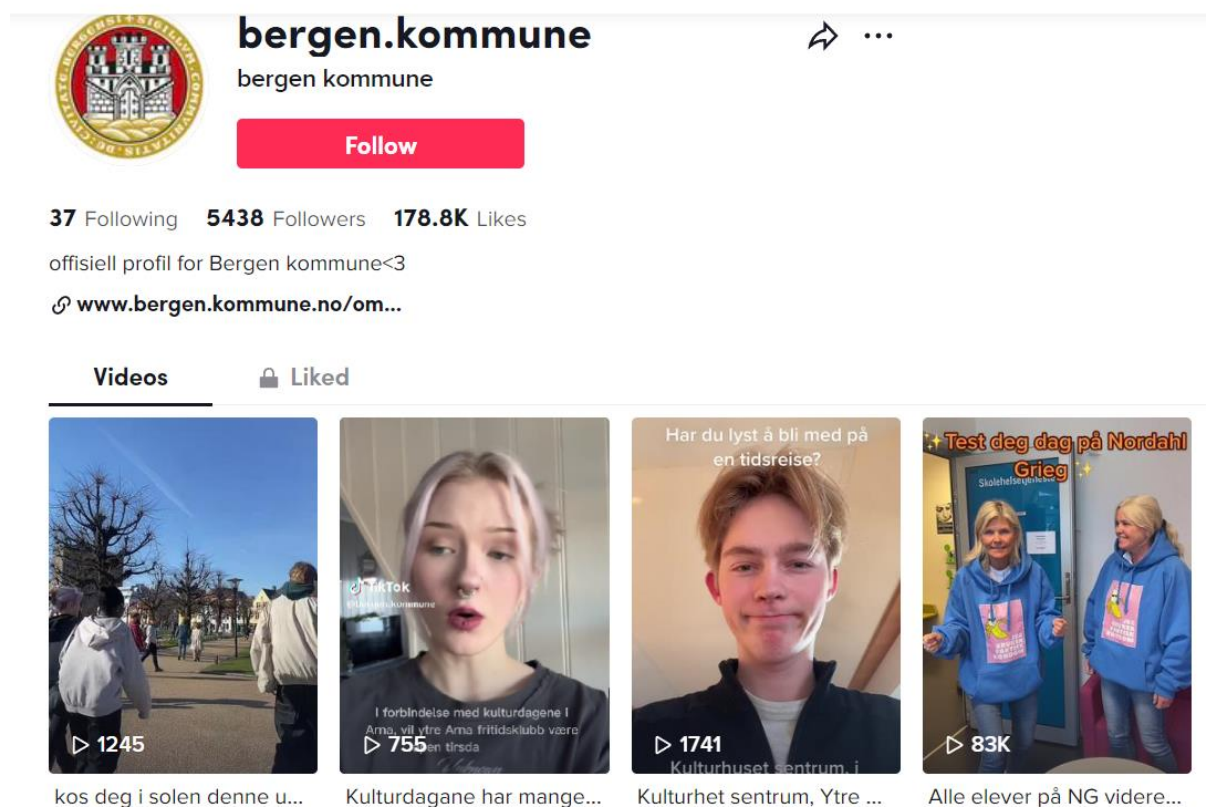 bergen.kommune
bergen kommune
Follow
37 Following 5438 Followers 178.8K Likes
offisiell profil for Bergen kommune<3
www.bergen.kommune.no/om...
Videos
Liked
1245
kos deg i solen denne u...
TikTok
I forbindelse med kulturdagene I
Arna, vil ytre Arna fritidsklubb være
en tirsda
755
Kulturdagane har mange...
Har du lyst å bli med på
en tidsreise?
1741
Kulturhuset sentrum, i
Kulturhet sentrum, Ytre ...
Test deg dag på Nordahl
Grieg
83K
Alle elever på NG videre...